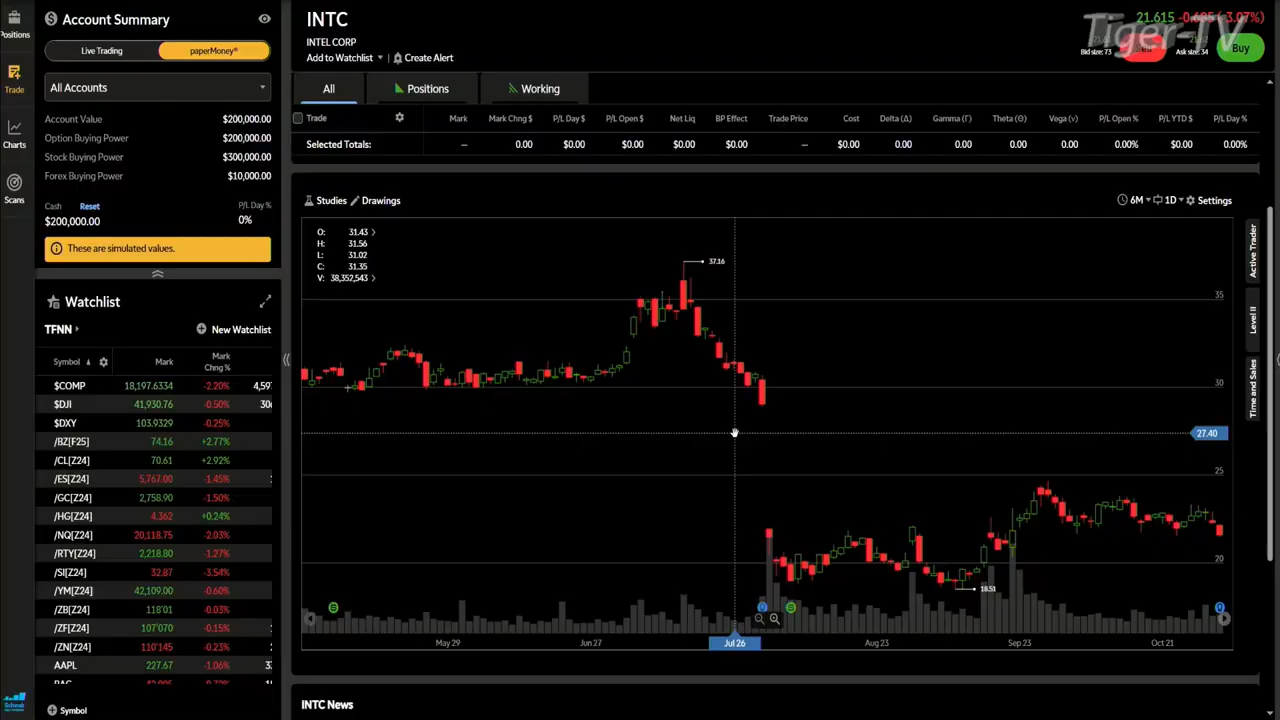 Positions
Trade
Charts
Scans
Account Summary
Live Trading
paperMoney®
All Accounts
Account Value $200,000.00
Option Buying Power $200,000.00
Stock Buying Power $300,000.00
Forex Buying Power $10,000.00
Cash Reset P/L Day %
$200,000.00 0%
These are simulated values.
Watchlist
TFNN New Watchlist
Symbol Mark Mark Chng %
$COMP 18,197.6334 -2.20%
$DJI 41,930.76 -0.50%
$DXY 103.9329 -0.25%
/BZ[F25] 74.16 +2.77%
/CL[Z24] 70.61 +2.92%
/ES[Z24] 5,767.00 -1.45%
/GC[Z24] 2,758.90 -1.50%
/HG[Z24] 4.362 +0.24%
/NQ[Z24] 20,118.75 -2.03%
/RTY[Z24] 2,218.80 -1.27%
/SI[Z24] 32.87 -3.54%
/YM[Z24] 42,109.00 -0.60%
/ZB[Z24] 118'01 -0.03%
/ZF[Z24] 107'070 -0.15%
/ZN[Z24] 110'145 -0.23%
AAPL 227.67 -1.06%
Symbol
INTC
INTEL CORP
Add to Watchlist Create Alert
21.615
Tiger-TV
Bid size: 73
Ask size: 34
Buy
All Positions Working
Trade Mark Mark Chng $ P/L Day $ P/L Open $ Net Liq BP Effect Trade Price Cost Delta (Δ) Gamma (Γ) Theta (Θ) Vega (ν) P/L Open % P/L YTD $ P/L Day %
Selected Totals: — 0.00 $0.00 $0.00 $0.00 $0.00 — $0.00 0.00 0.00 0.00 0.00 0.00% $0.00 0.00%
Studies Drawings
6M 1D Settings
O: 31.43
H: 31.56
L: 31.02
C: 31.35
V: 38,352,543
37.16
35
30
27.40
25
20
18.51
May 29 Jun 27 Jul 26 Aug 23 Sep 23 Oct 21
Active Trader
Level II
Time and Sales
INTC News